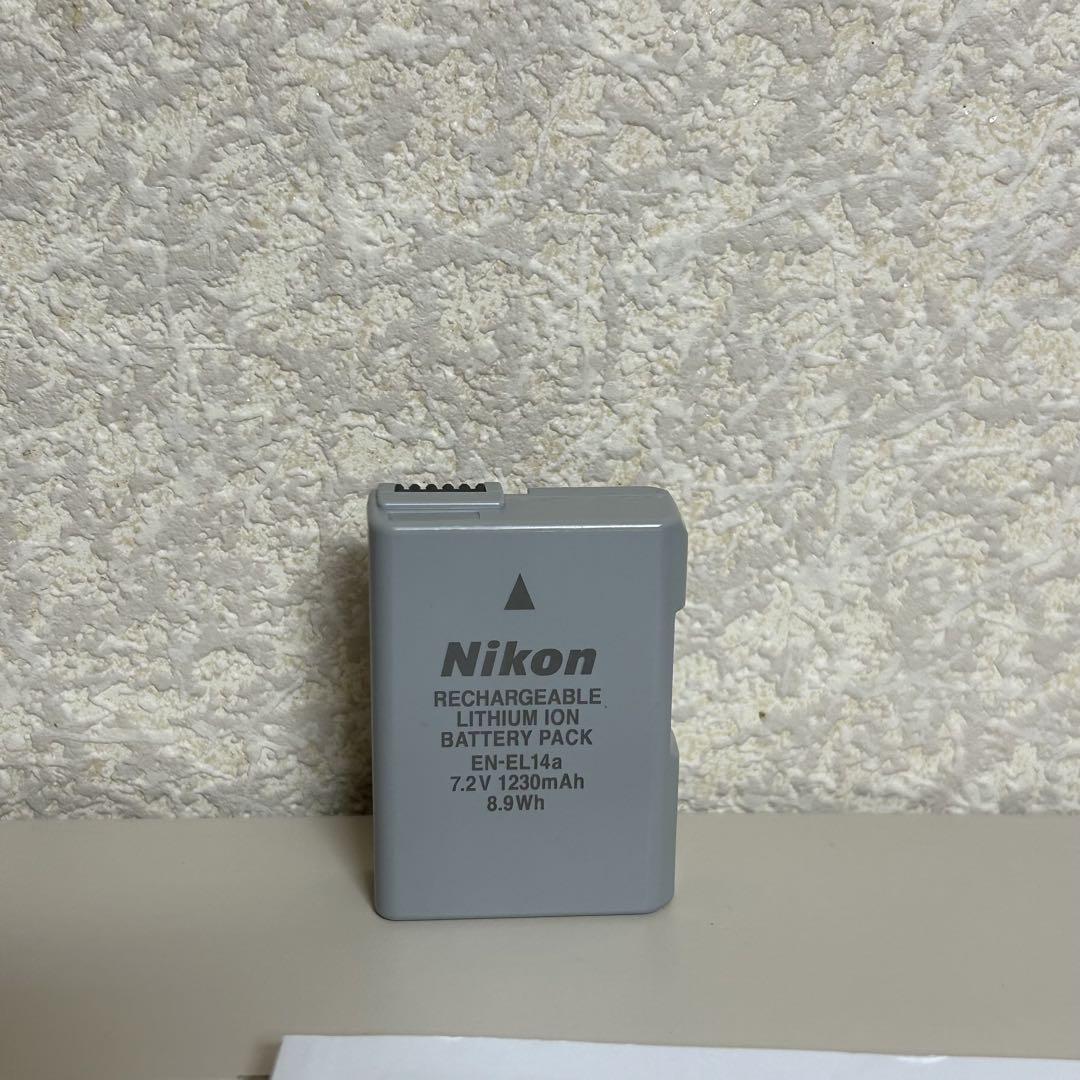 Nikon
RECHARGEABLE
LITHIUM ION
BATTERY PACK
EN-EL14a
7.2V 1230mAh
8.9Wh